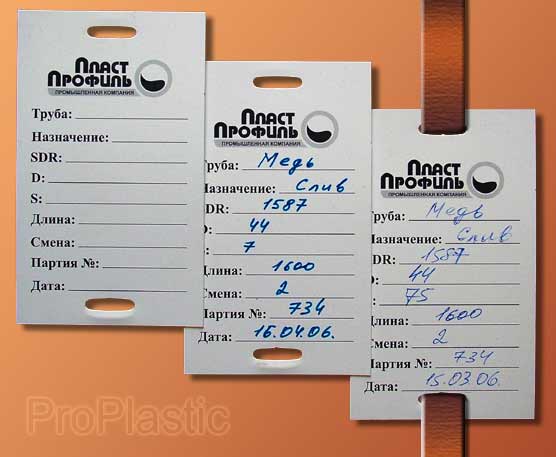 ПЛАСТ
ПРОФИЛЬ
ПРОМЫШЛЕННАЯ КОМПАНИЯ
Труба:
Назначение:
SDR:
D:
S:
Длина:
Смена:
Партия №:
Дата:
ПЛАСТ
ПРОФИЛЬ
ПРОМЫШЛЕННАЯ КОМПАНИЯ
Труба: Медь
Назначение: Слив
DR: 1587
: 44
: 7
Длина: 1600
Смена: 2
Партия №: 734
Дата: 16.04.06.
ПЛАСТ
ПРОФИЛЬ
ПРОМЫШЛЕННАЯ КОМПАНИЯ
Труба: Медь
Назначение: Слив
DR: 1587
: 44
: 75
Длина: 1600
Смена: 2
Партия №: 734
Дата: 15.03.06.
ProPlastic